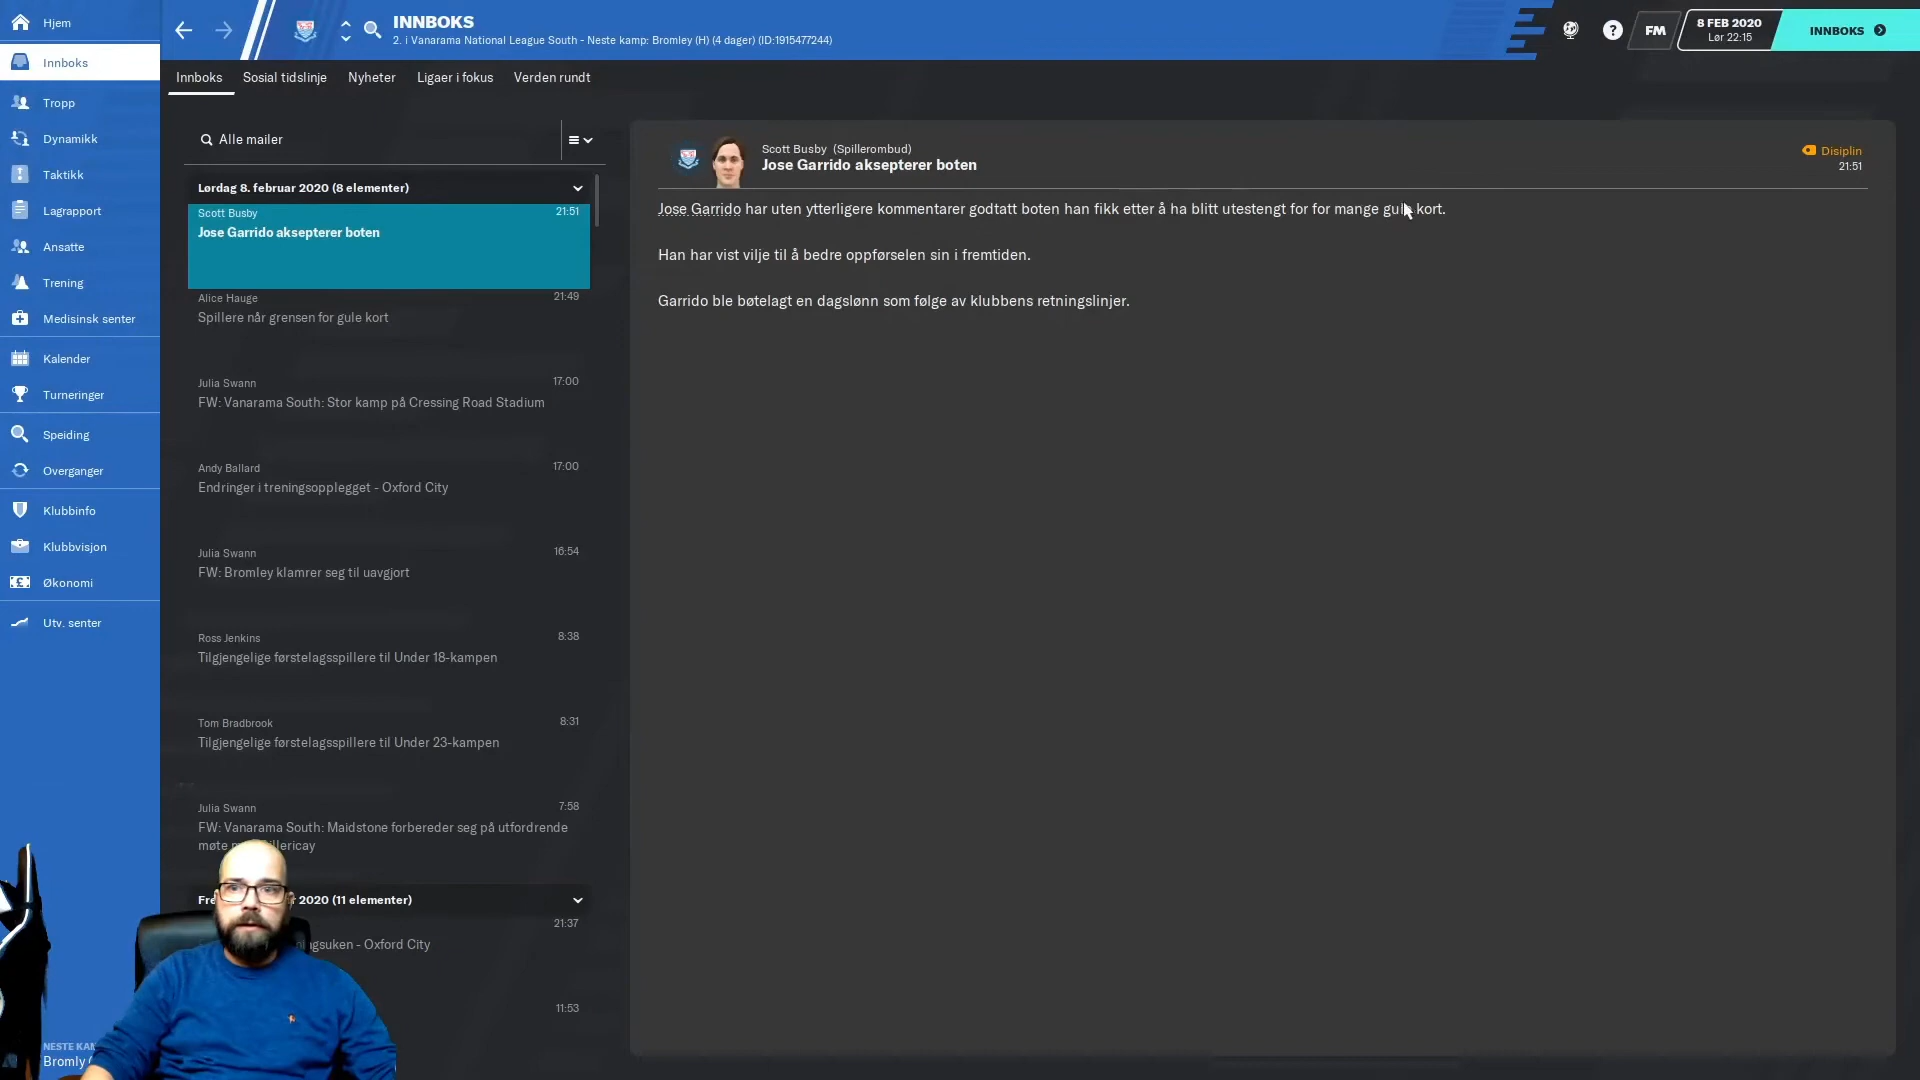 Hjem
Innboks
Tropp
Dynamikk
Taktikk
Lagrapport
Ansatte
Trening
Medisinsk senter
Kalender
Turneringer
Speiding
Overganger
Klubbinfo
Klubbvisjon
Økonomi
Utv. senter
NESTE KAM
Bromly (
INNBOKS
2. i Vanarama National League South - Neste kamp: Bromley (H) (4 dager) (ID:1915477244)
?
FM
8 FEB 2020
Lør 22:15
INNBOKS
Innboks
Sosial tidslinje
Nyheter
Ligaer i fokus
Verden rundt
Alle mailer
Lørdag 8. februar 2020 (8 elementer)
Scott Busby 21:51
Jose Garrido aksepterer boten
Alice Hauge 21:49
Spillere når grensen for gule kort
Julia Swann 17:00
FW: Vanarama South: Stor kamp på Cressing Road Stadium
Andy Ballard 17:00
Endringer i treningsopplegget - Oxford City
Julia Swann 16:54
FW: Bromley klamrer seg til uavgjort
Ross Jenkins 8:38
Tilgjengelige førstelagsspillere til Under 18-kampen
Tom Bradbrook 8:31
Tilgjengelige førstelagsspillere til Under 23-kampen
Julia Swann 7:58
FW: Vanarama South: Maidstone forbereder seg på utfordrende
møte llericay
Fre 2020 (11 elementer)
21:37
ingsuken - Oxford City
11:53
Scott Busby (Spillerombud)
Jose Garrido aksepterer boten
Disiplin
21:51
Jose Garrido har uten ytterligere kommentarer godtatt boten han fikk etter å ha blitt utestengt for for mange gule kort.
Han har vist vilje til å bedre oppførselen sin i fremtiden.
Garrido ble bøtelagt en dagslønn som følge av klubbens retningslinjer.